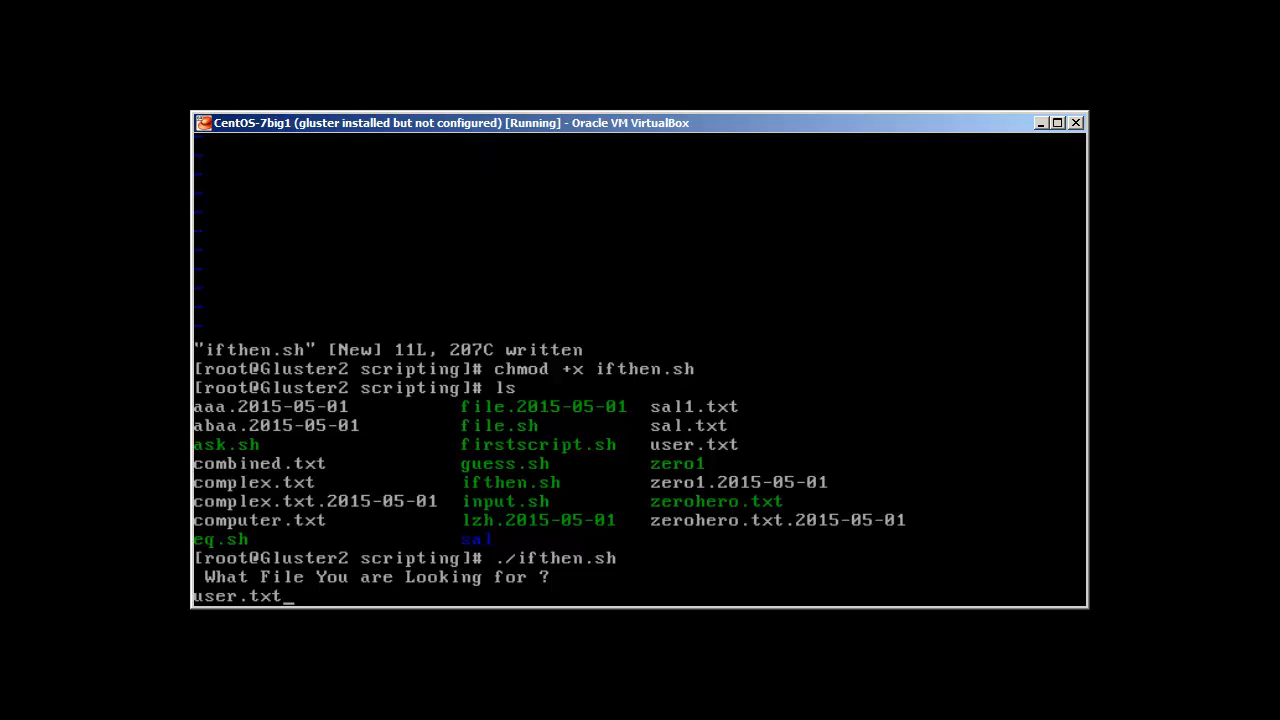 CentOS-7big1 (gluster installed but not configured) [Running] - Oracle VM VirtualBox
~
~
~
~
~
~
~
~
~
~
"ifthen.sh" [New] 11L, 207C written
[root@Gluster2 scripting]# chmod +x ifthen.sh
[root@Gluster2 scripting]# ls
aaa.2015-05-01 file.2015-05-01 sal1.txt
abaa.2015-05-01 file.sh sal.txt
ask.sh firstscript.sh user.txt
combined.txt guess.sh zero1
complex.txt ifthen.sh zero1.2015-05-01
complex.txt.2015-05-01 input.sh zerohero.txt
computer.txt lzh.2015-05-01 zerohero.txt.2015-05-01
eq.sh sal
[root@Gluster2 scripting]# ./ifthen.sh
What File You are Looking for ?
user.txt_